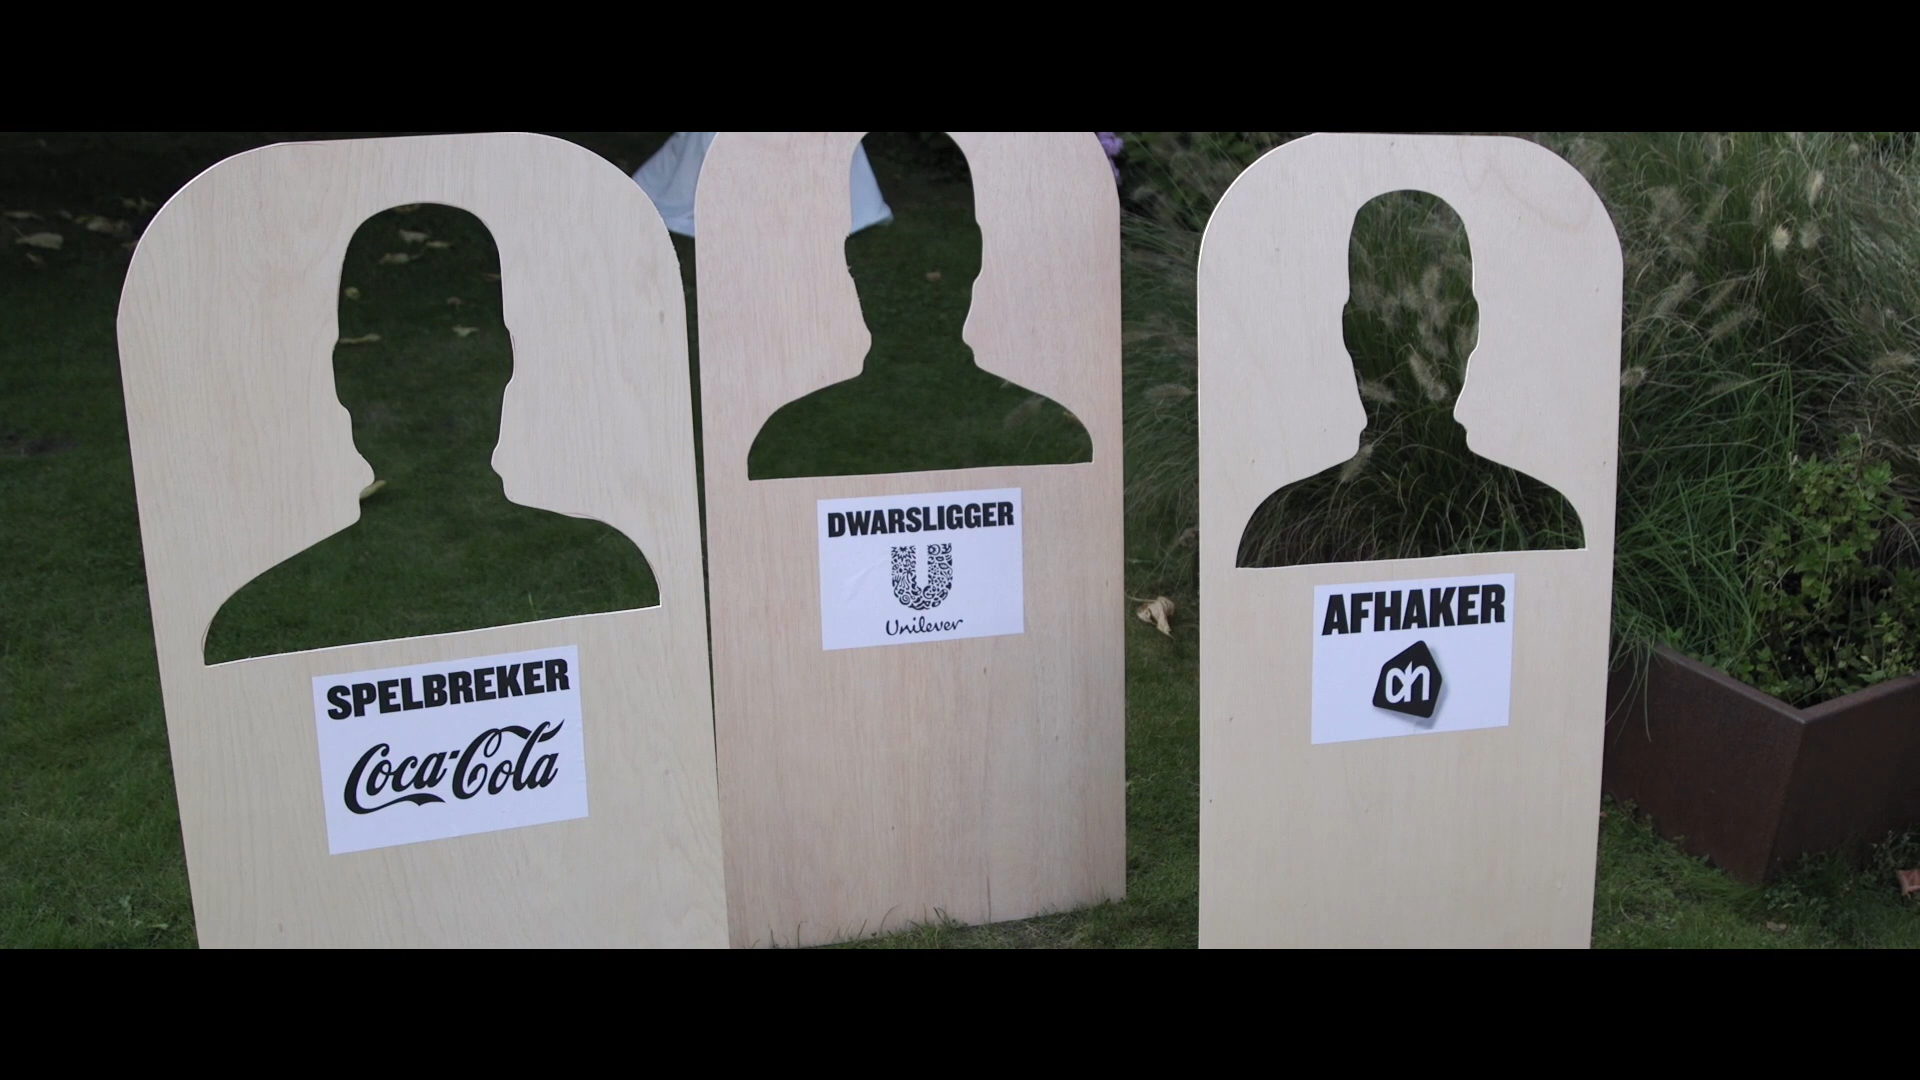 SPELBREKER
Coca-Cola
DWARSLIGGER
U
Unilever
AFHAKER
ah